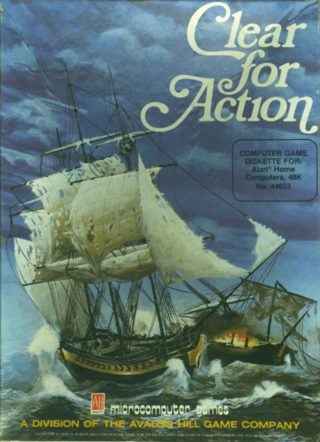 Clear
for
Action
COMPUTER GAME
DISKETTE FOR:
Atari® Home
Computers, 48K
No. 44653
microcomputer games
A DIVISION OF THE AVALON HILL GAME COMPANY